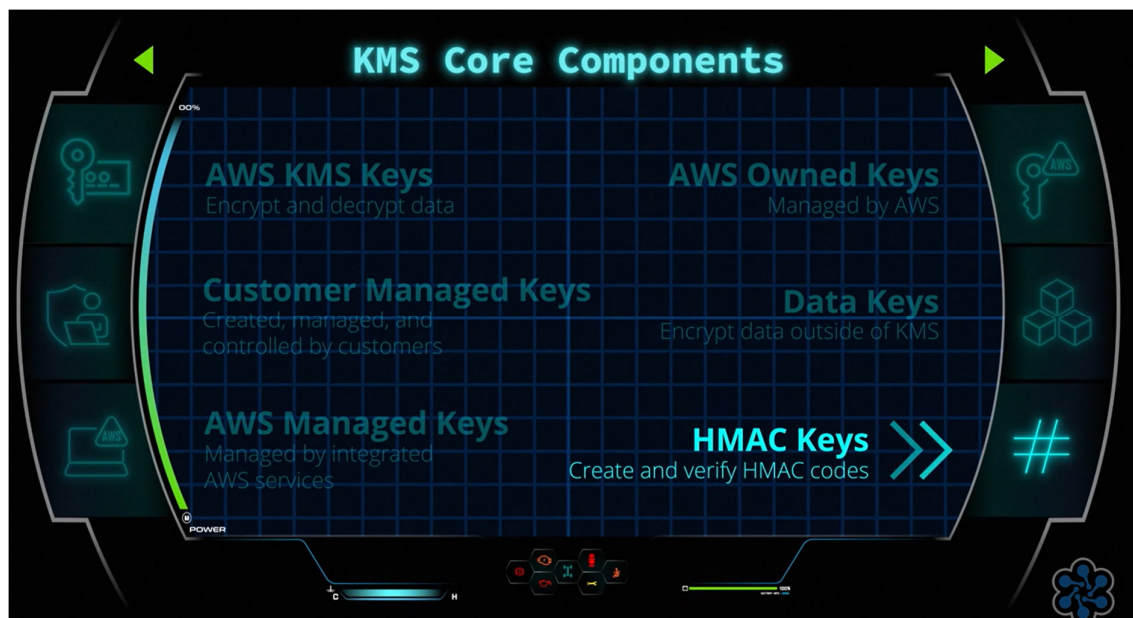 KMS Core Components
00%
AWS KMS Keys
Encrypt and decrypt data
Customer Managed Keys
Created, managed, and
controlled by customers
AWS Managed Keys
Managed by integrated
AWS services
AWS Owned Keys
Managed by AWS
Data Keys
Encrypt data outside of KMS
HMAC Keys
Create and verify HMAC codes
AWS
AWS
#
POWER
C
H
100%